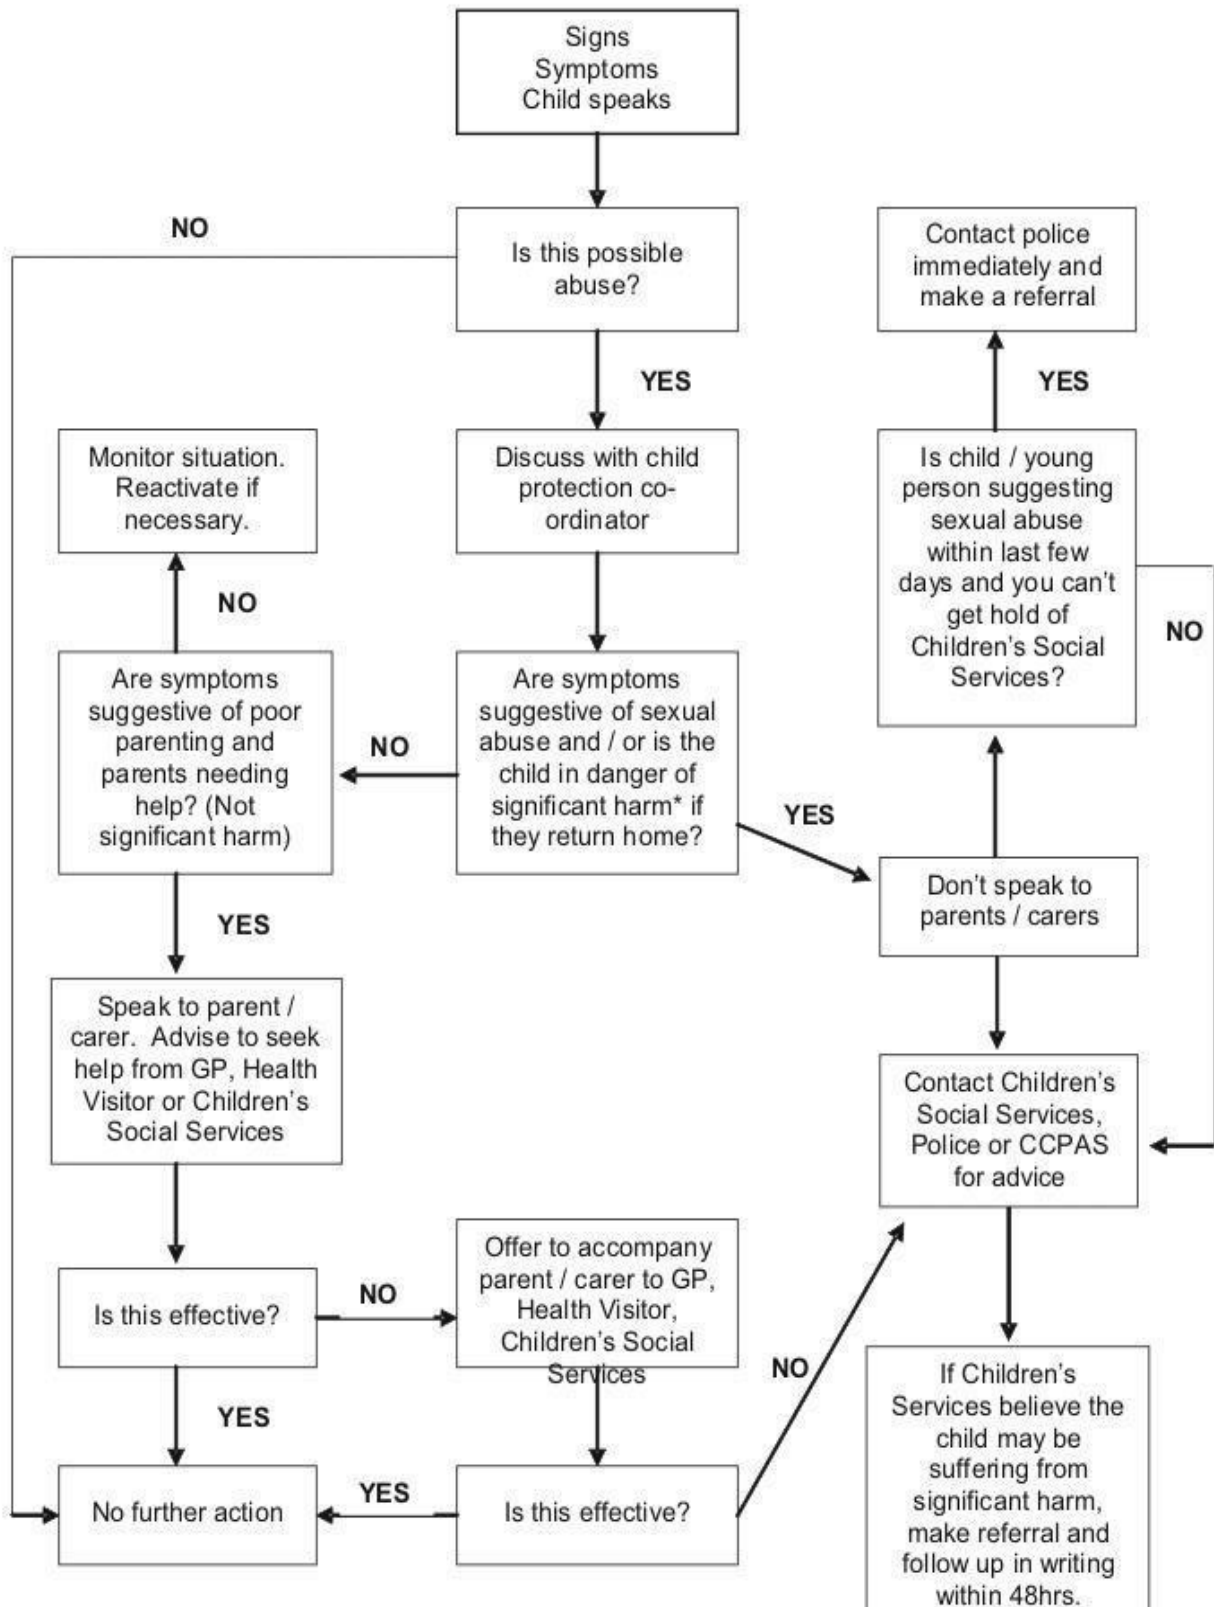 Signs
Symptoms
Child speaks
NO
Is this possible
abuse?
Contact police
immediately and
make a referral
YES
YES
Monitor situation.
Reactivate if
necessary.
Discuss with child
protection co-
ordinator
Is child / young
person suggesting
sexual abuse
within last few
days and you can't
get hold of
Children's Social
Services?
NO
NO
Are symptoms
suggestive of poor
parenting and
parents needing
help? (Not
significant harm)
NO
Are symptoms
suggestive of sexual
abuse and / or is the
child in danger of
significant harm* if
they return home?
YES
Don't speak to
parents / carers
YES
Speak to parent /
carer. Advise to seek
help from GP, Health
Visitor or Children's
Social Services
Contact Children's
Social Services,
Police or CCPAS
for advice
Is this effective?
NO
Offer to accompany
parent / carer to GP,
Health Visitor,
Children's Social
Services
NO
YES
If Children's
Services believe the
child may be
suffering from
significant harm,
make referral and
follow up in writing
within 48hrs.
No further action
YES
Is this effective?